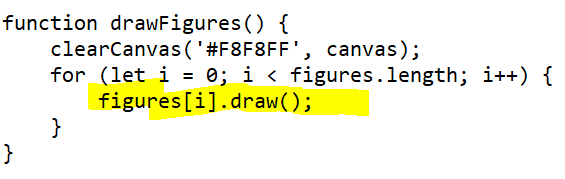 function drawFigures() {
    clearCanvas('#F8F8FF', canvas);
    for (let i = 0; i < figures.length; i++) {
        figures[i].draw();
    }
}